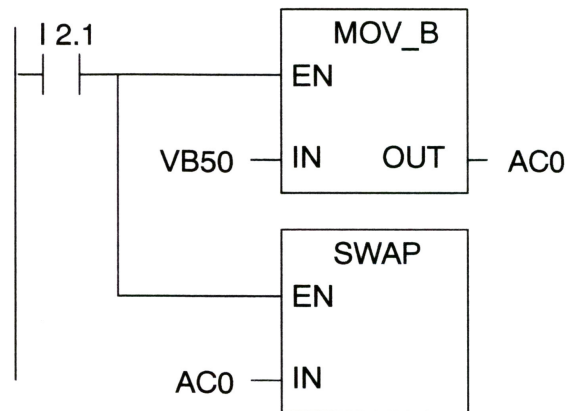 I 2.1
MOV_B
EN
VB50
IN
OUT
AC0
SWAP
EN
AC0
IN